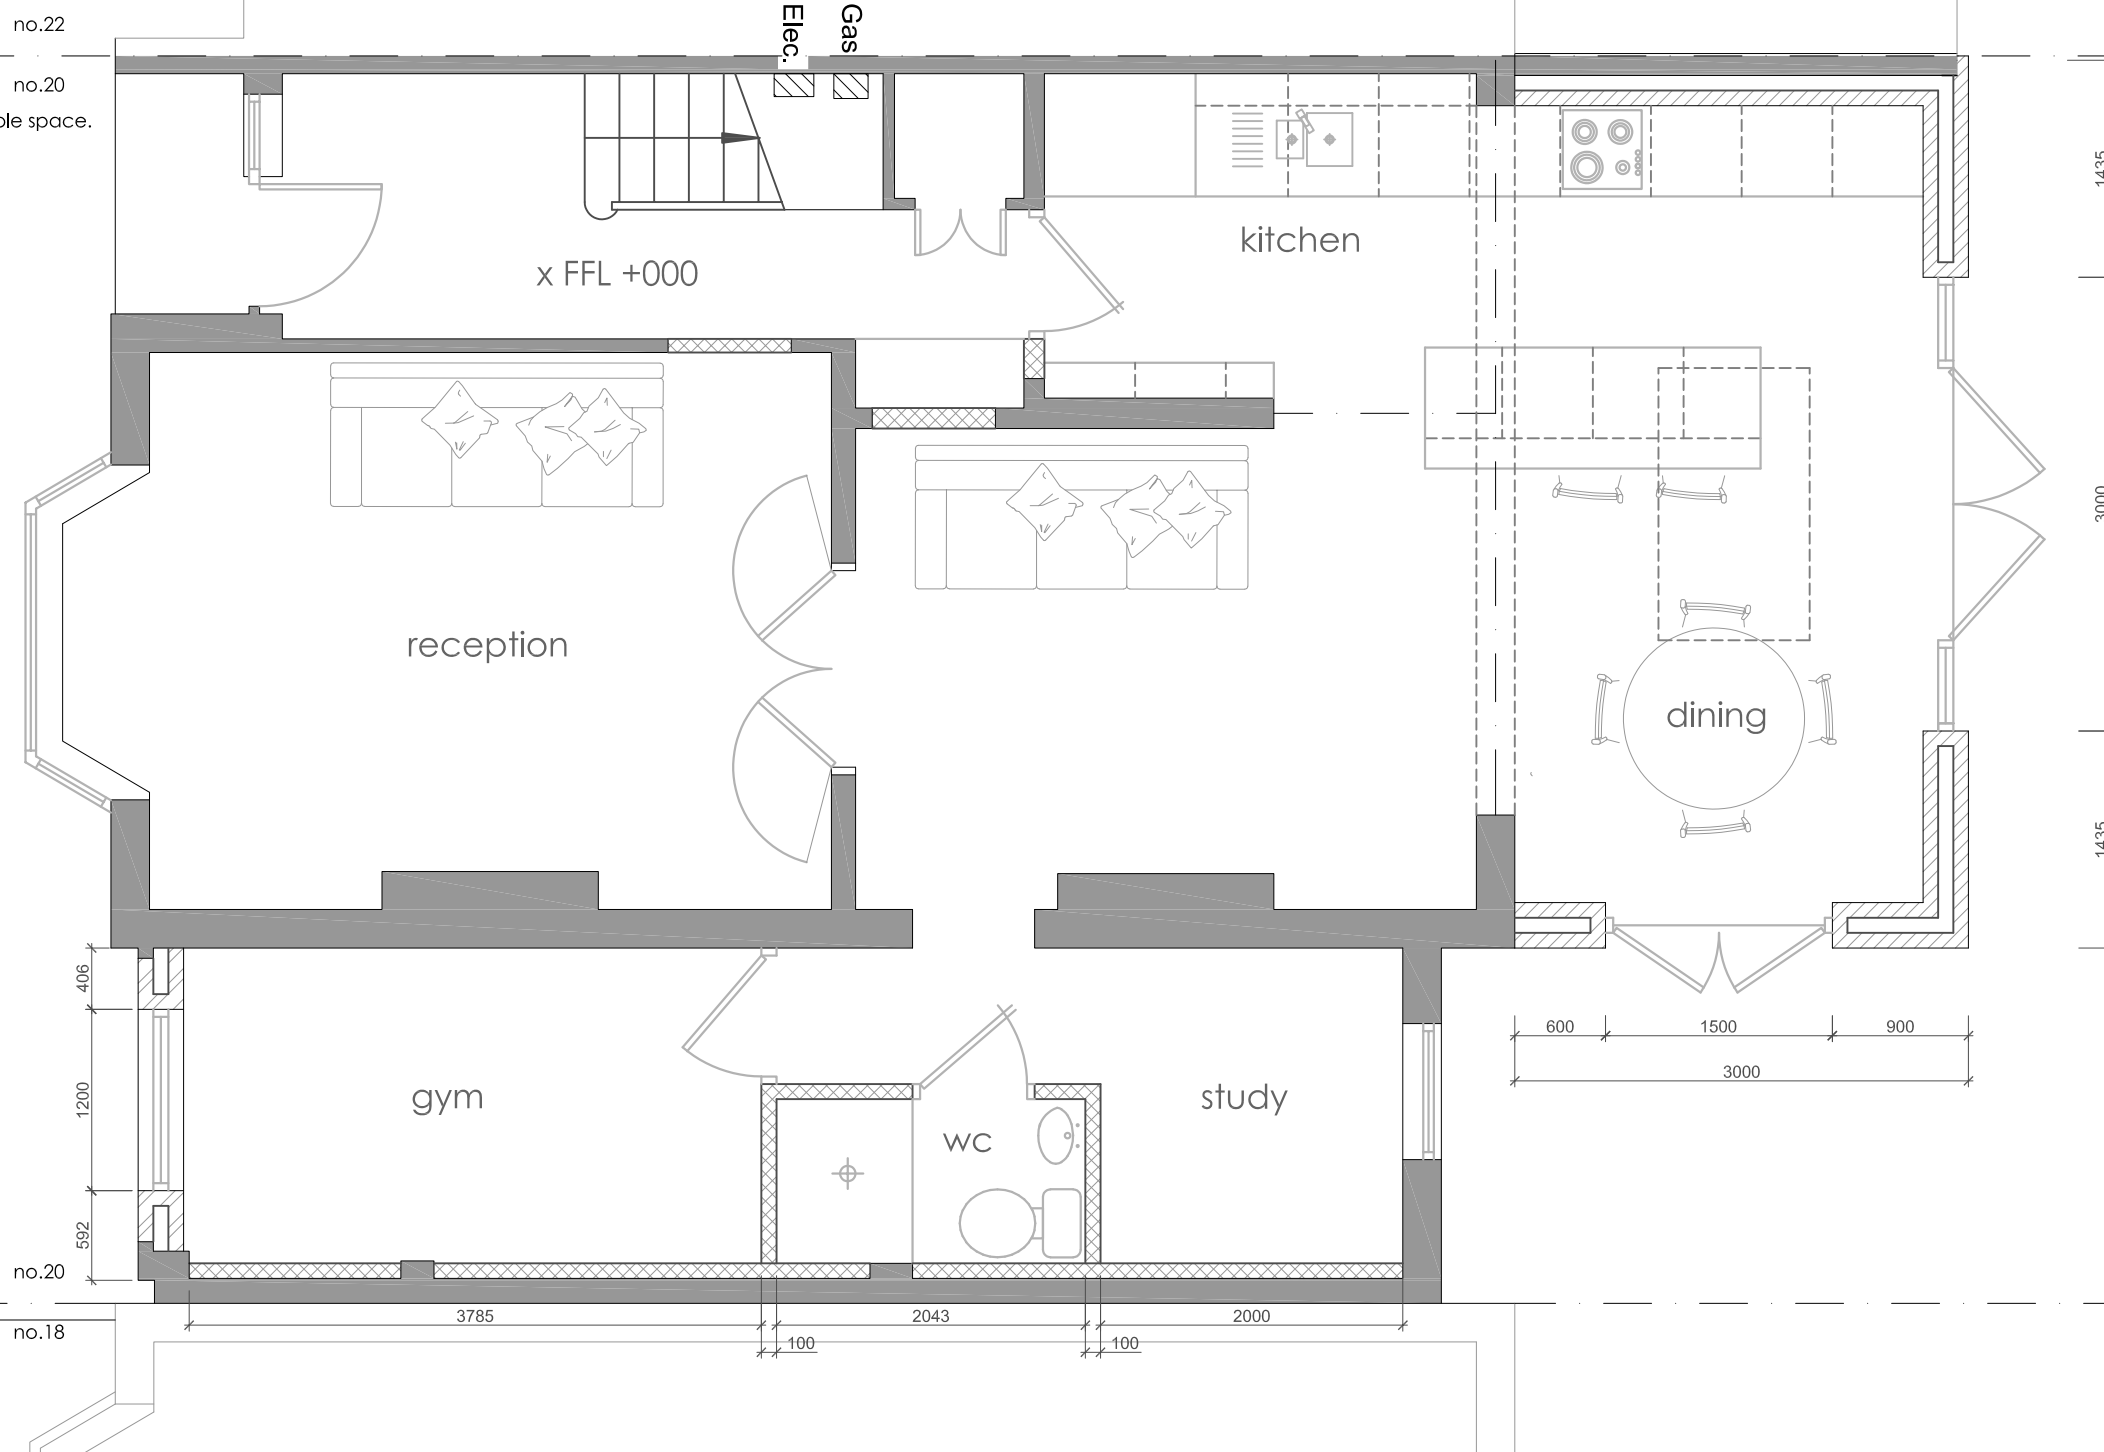 no.22
Elec.
Gas
no.20
ble space.
1435
kitchen
x FFL +000
3000
reception
dining
1435
406
600
1500
900
3000
1200
gym
study
wc
592
no.20
3785
2043
2000
no.18
100
100